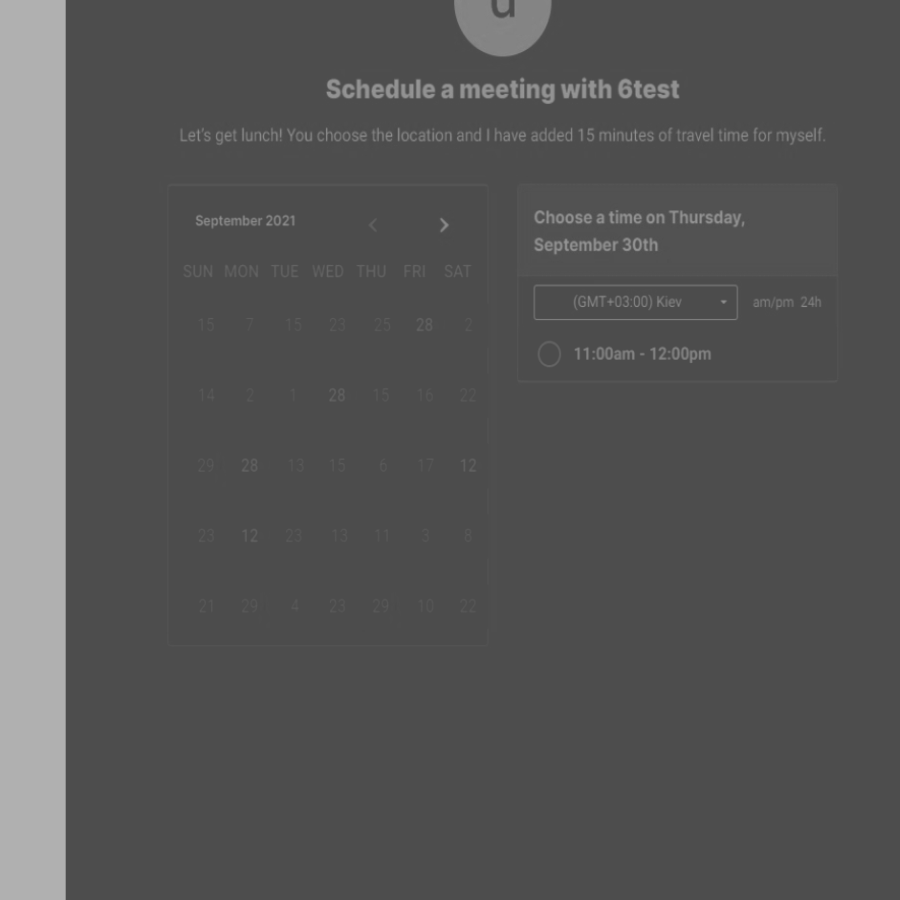 u
Schedule a meeting with 6test
Let's get lunch! You choose the location and I have added 15 minutes of travel time for myself.
September 2021
SUN MON TUE WED THU FRI SAT
15 7 15 23 25 28 2
14 2 1 28 15 16 22
29 28 13 15 6 17 12
23 12 23 13 11 3 8
21 29 4 23 29 10 22
Choose a time on Thursday,
September 30th
(GMT+03:00) Kiev am/pm 24h
11:00am - 12:00pm